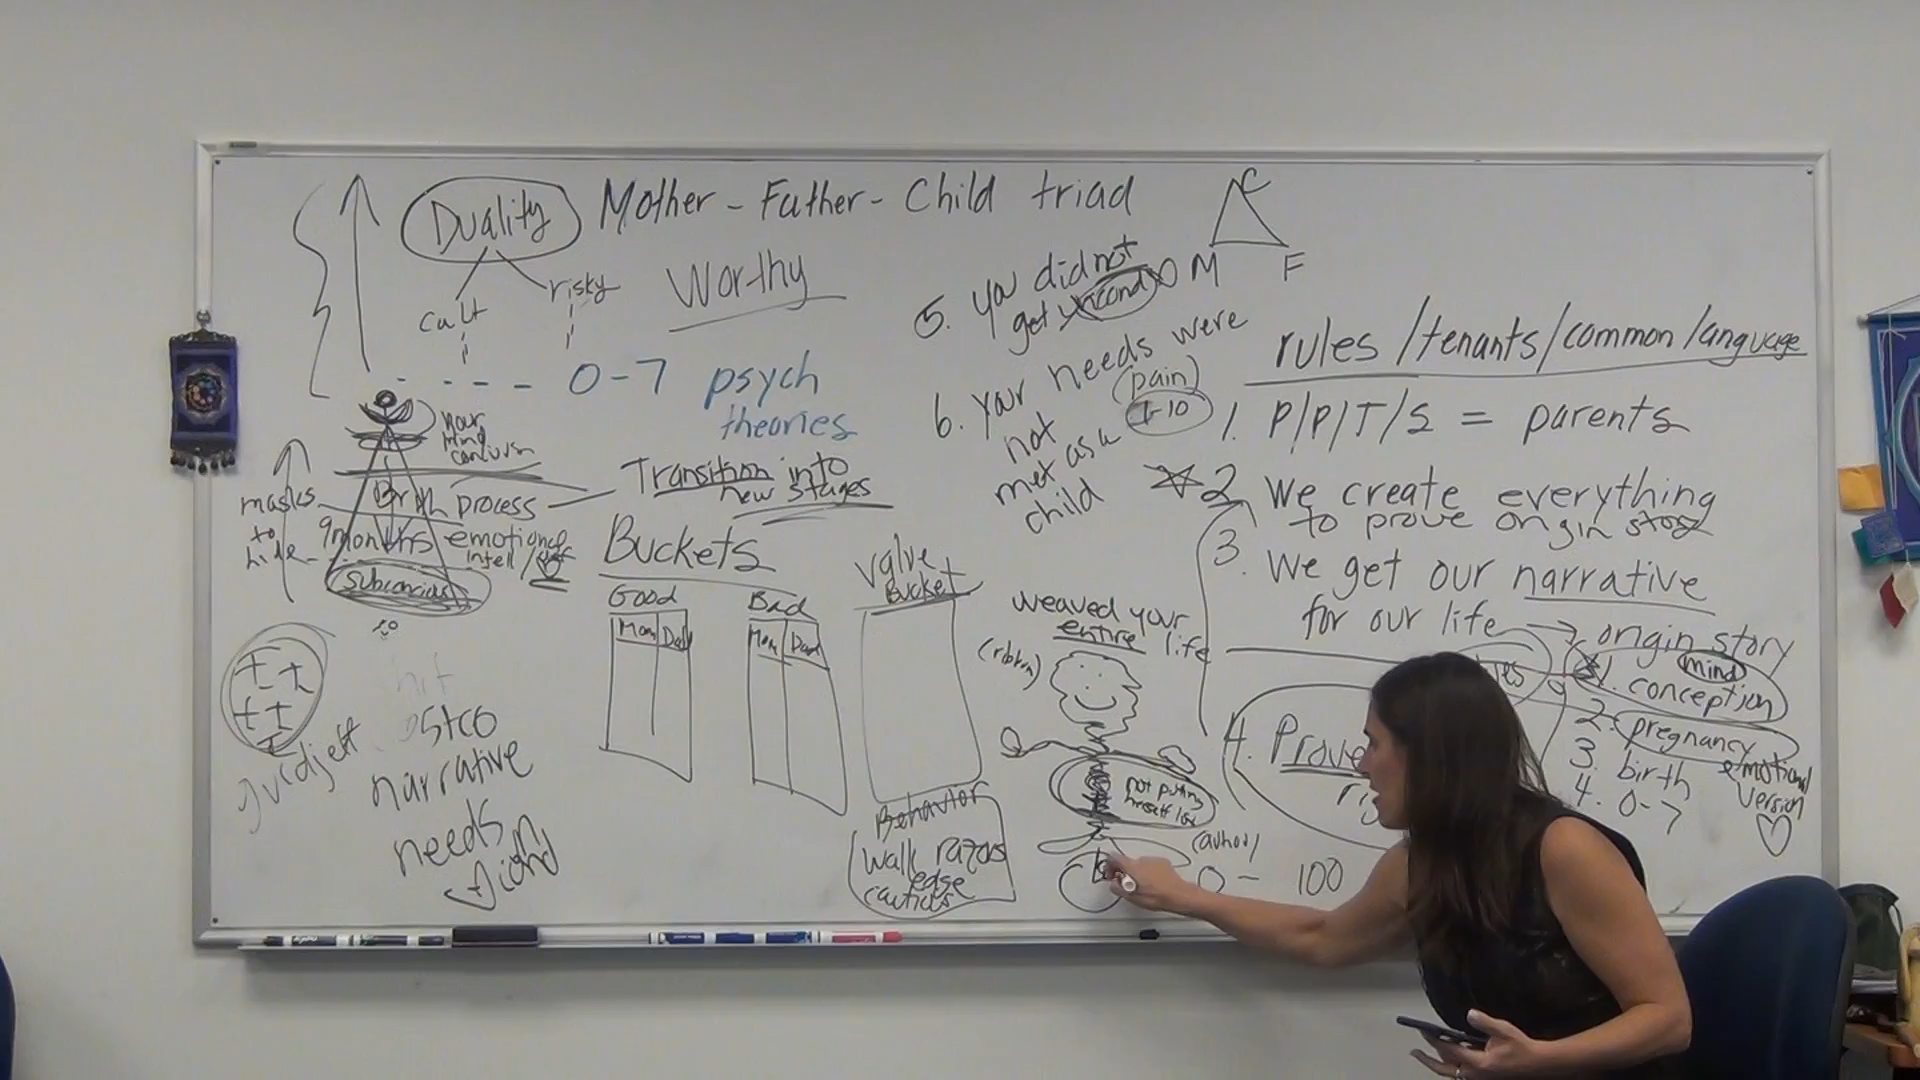 Duality
Mother - Father - Child triad
C
M F
cult risky
Worthy
0-7 psych
theories
5. you did not
get uncond
6. Your needs were
not
met as a
child
(pain)
1-10
rules /tenants/common/language
1. P/P/T/S = parents
2 We create everything
to prove origin story
3. We get our narrative
for our life → origin story
1. mind
conception
2. pregnancy
3. birth emotional
4. 0-7 version
4. Prove
0 - 100
your
mind
masks
to
hide
Birth process
9 months emotional
intell /
subconcious
Transition into
new stages
Buckets
Good
Mom Dad
Bad
Mom Dad
Value
Bucket
Behavior
walk razors
edge
cautious
weaved your
entire life
(ribbon)
not putting
herself 1st
(author)
narrative
needs